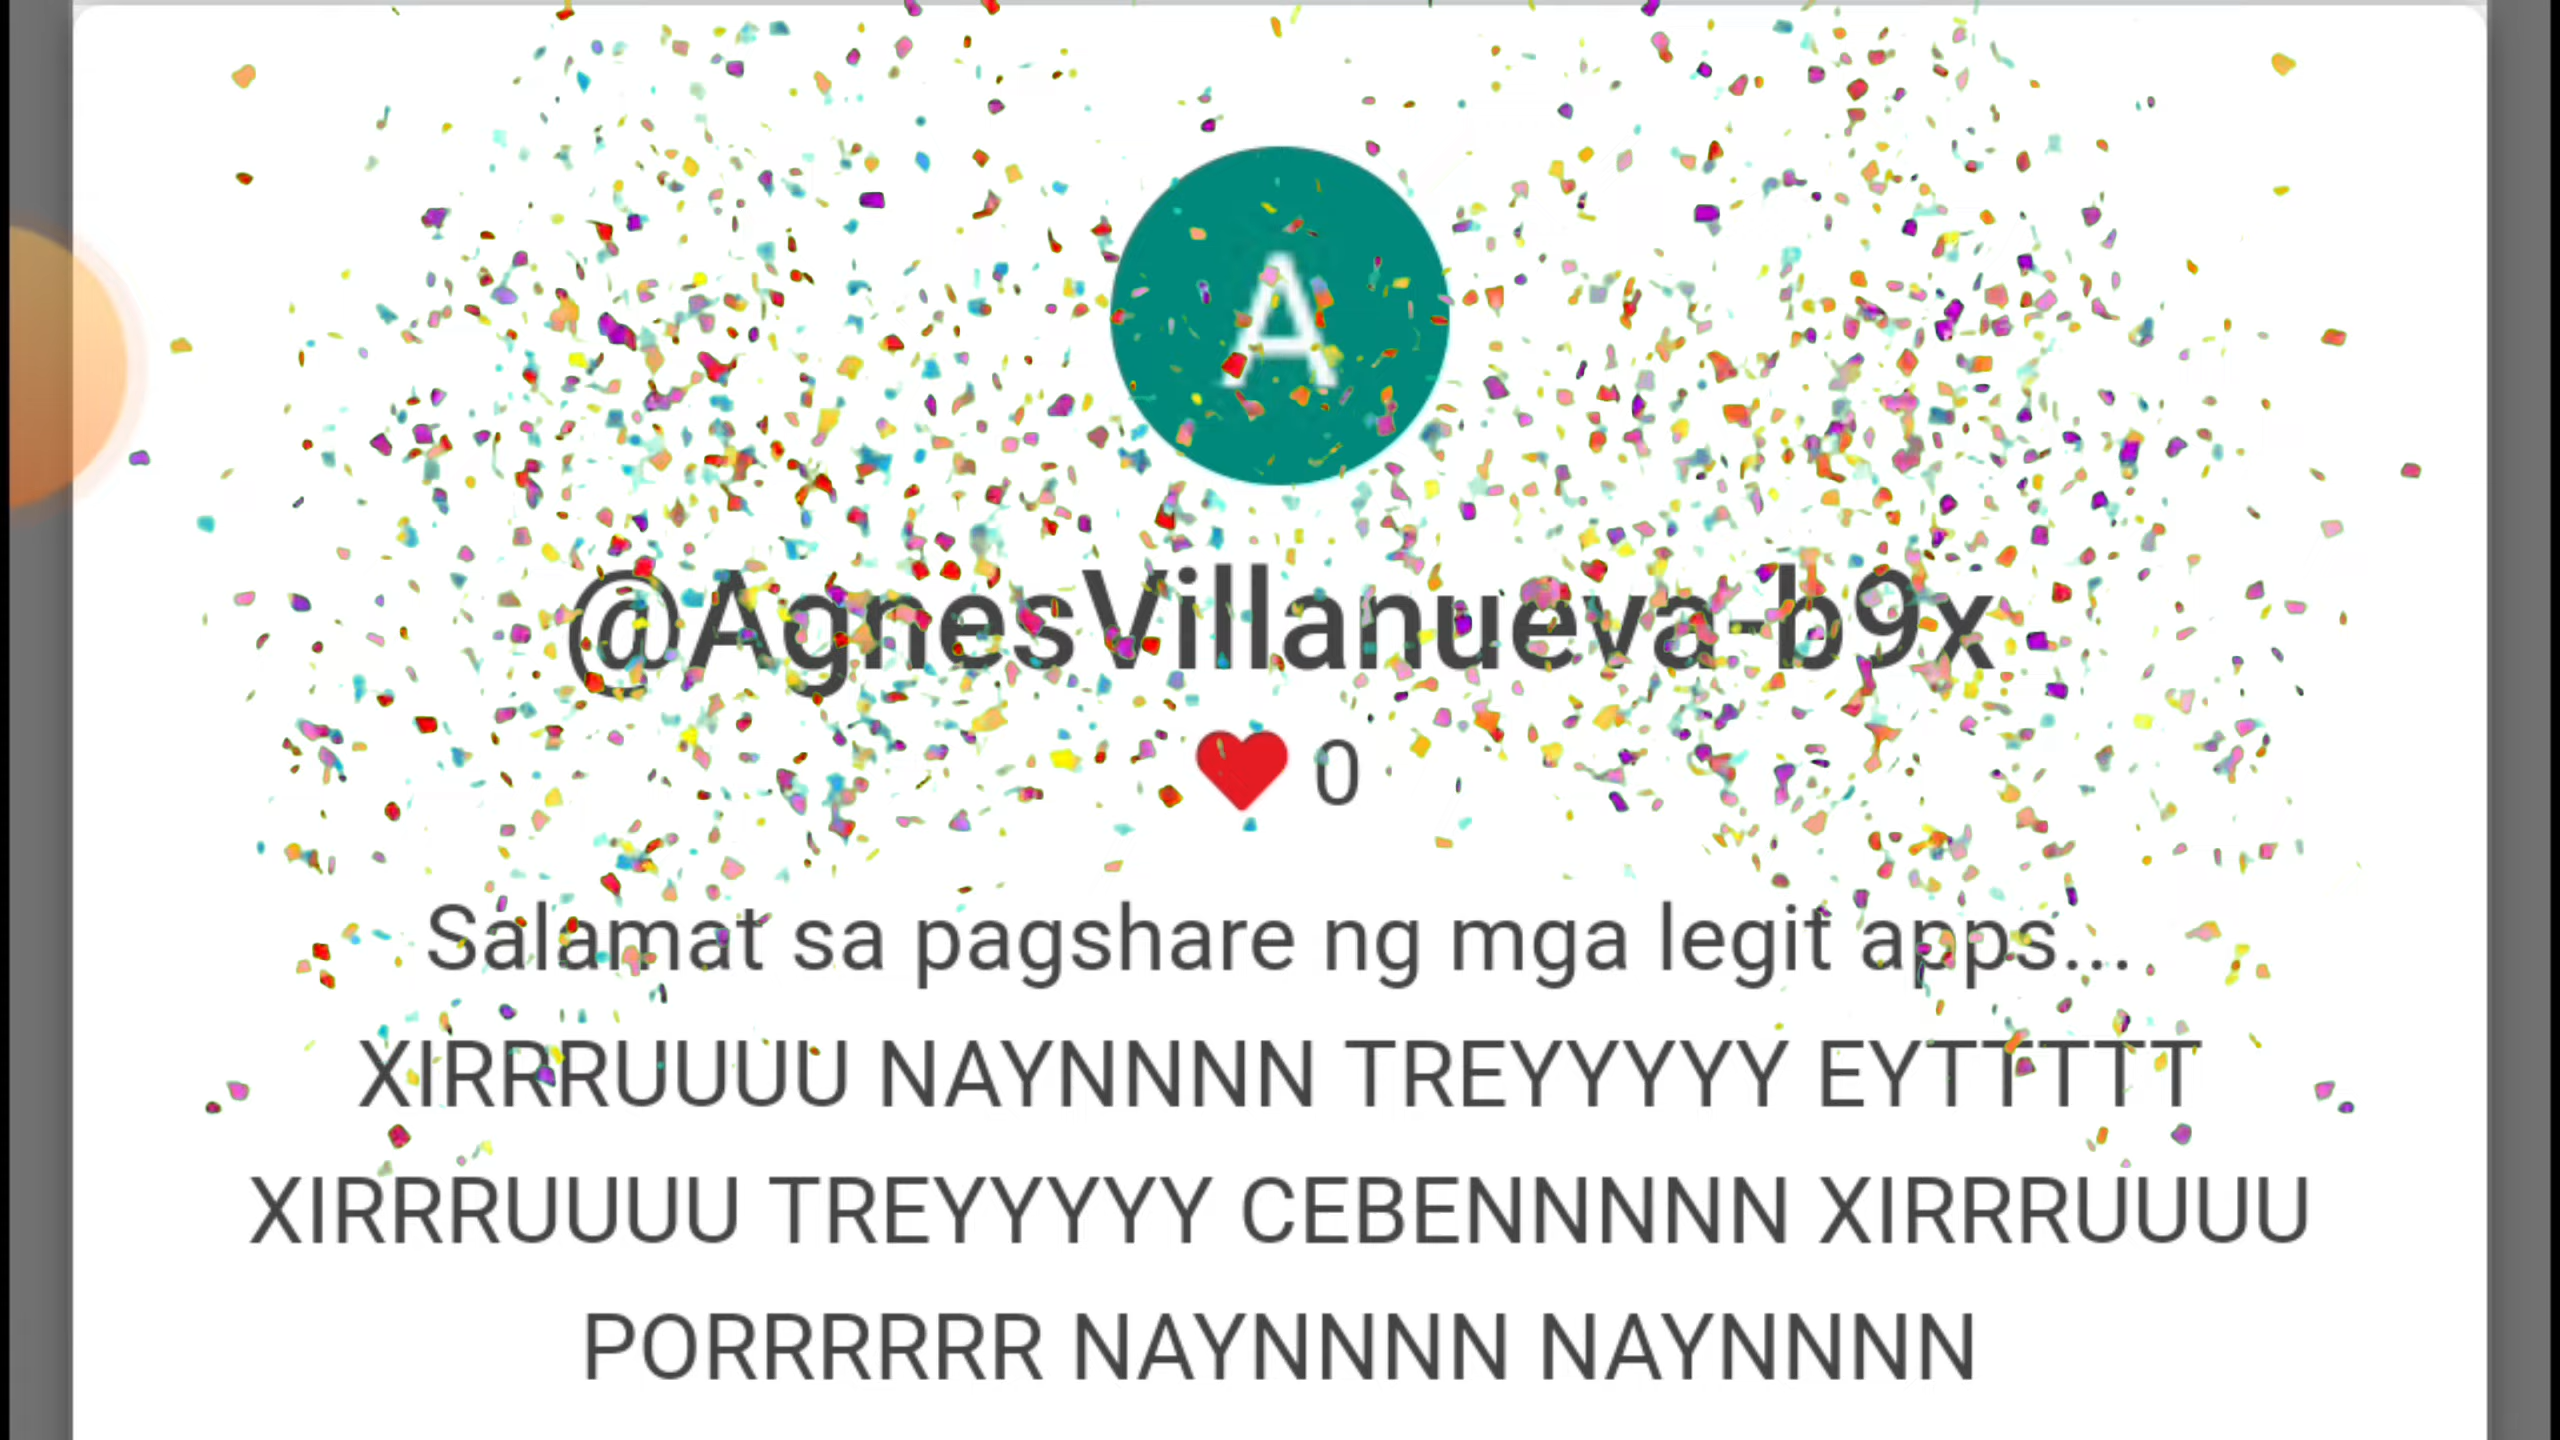 A
@AgnesVillanueva-b9x
0
Salamat sa pagshare ng mga legit apps...
XIRRRUUUU NAYNNNN TREYYYYY EYTTTTT
XIRRRUUUU TREYYYYY CEBENNNNN XIRRRUUUU
PORRRRRR NAYNNNN NAYNNNN